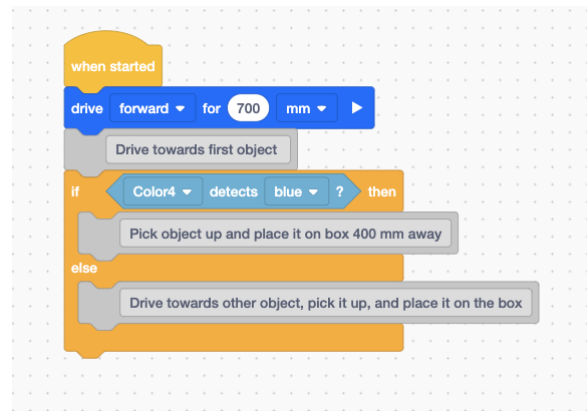 when started
drive forward for 700 mm
Drive towards first object
if Color4 detects blue ? then
Pick object up and place it on box 400 mm away
else
Drive towards other object, pick it up, and place it on the box